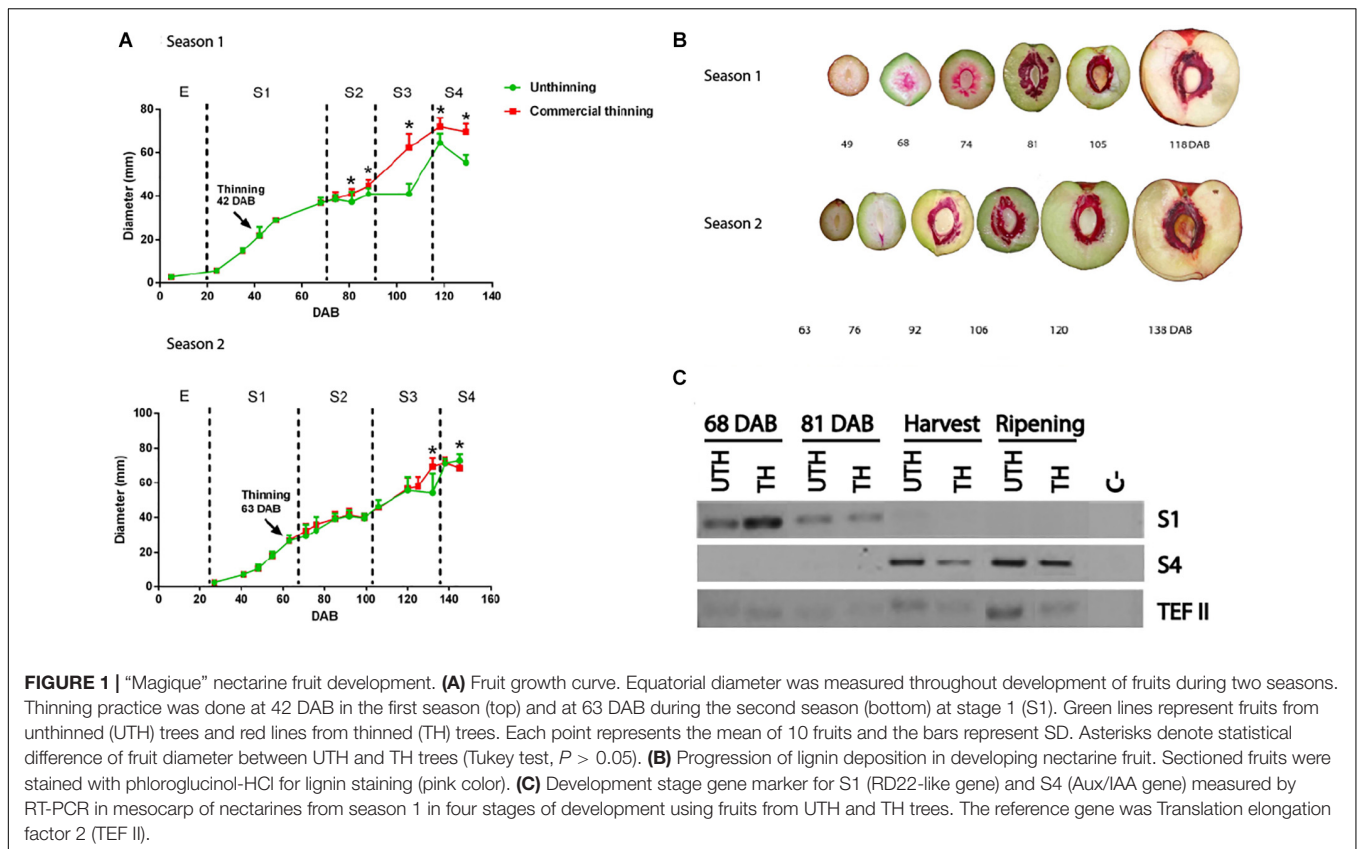 A
Season 1
E S1 S2 S3 S4
Unthinning
Commercial thinning
80
60
40
20
0
Diameter (mm)
Thinning
42 DAB
* * * * *
0 20 40 60 80 100 120 140
DAB
Season 2
E S1 S2 S3 S4
100
80
60
40
20
0
Diameter (mm)
Thinning
63 DAB
* *
0 20 40 60 80 100 120 140 160
DAB
B
Season 1
49 68 74 81 105 118 DAB
Season 2
63 76 92 106 120 138 DAB
C
68 DAB 81 DAB Harvest Ripening
UTH TH UTH TH UTH TH UTH TH C-
S1
S4
TEF II
FIGURE 1 | “Magique” nectarine fruit development. (A) Fruit growth curve. Equatorial diameter was measured throughout development of fruits during two seasons.
Thinning practice was done at 42 DAB in the first season (top) and at 63 DAB during the second season (bottom) at stage 1 (S1). Green lines represent fruits from
unthinned (UTH) trees and red lines from thinned (TH) trees. Each point represents the mean of 10 fruits and the bars represent SD. Asterisks denote statistical
difference of fruit diameter between UTH and TH trees (Tukey test, P > 0.05). (B) Progression of lignin deposition in developing nectarine fruit. Sectioned fruits were
stained with phloroglucinol-HCl for lignin staining (pink color). (C) Development stage gene marker for S1 (RD22-like gene) and S4 (Aux/IAA gene) measured by
RT-PCR in mesocarp of nectarines from season 1 in four stages of development using fruits from UTH and TH trees. The reference gene was Translation elongation
factor 2 (TEF II).